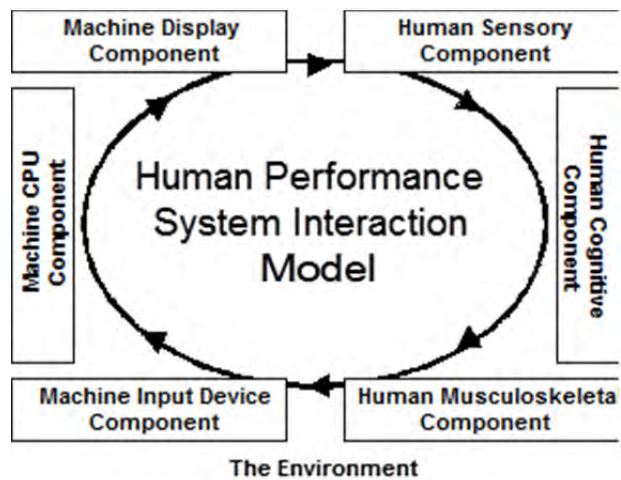 Machine Display
Component
Human Sensory
Component
Machine CPU
Component
Human Performance
System Interaction
Model
Human Cognitive
Component
Machine Input Device
Component
Human Musculoskeletal
Component
The Environment